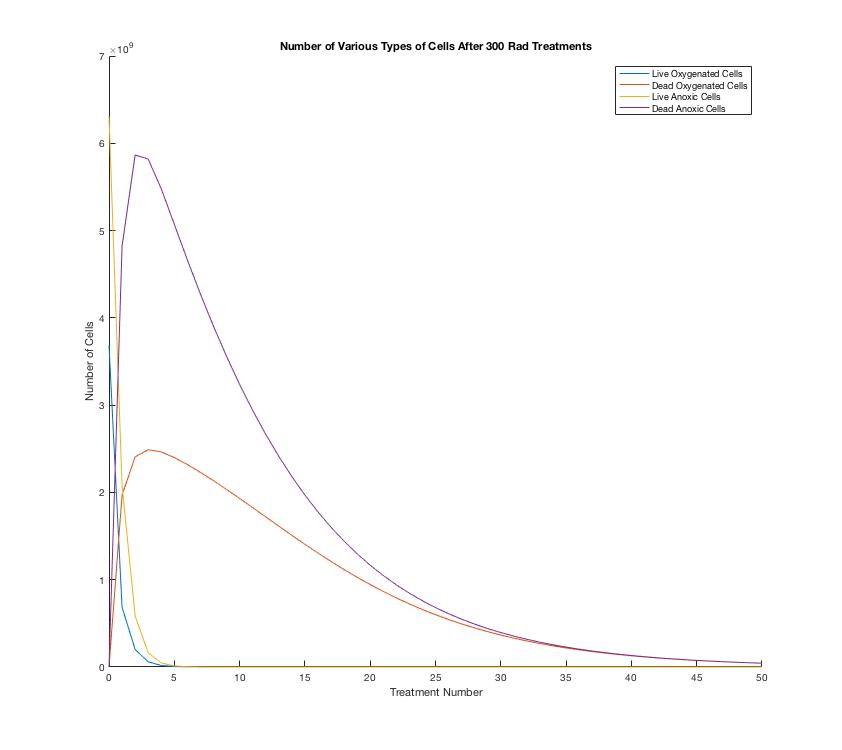 Number of Various Types of Cells After 300 Rad Treatments
×10⁹
7
6
5
4
3
2
1
0
Number of Cells
Live Oxygenated Cells
Dead Oxygenated Cells
Live Anoxic Cells
Dead Anoxic Cells
0 5 10 15 20 25 30 35 40 45 50
Treatment Number